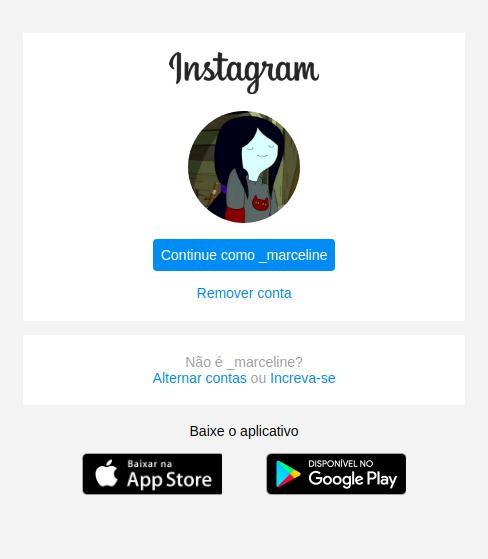 Instagram
Continue como _marceline
Remover conta
Não é _marceline?
Alternar contas ou Increva-se
Baixe o aplicativo
Baixar na
App Store
DISPONÍVEL NO
Google Play